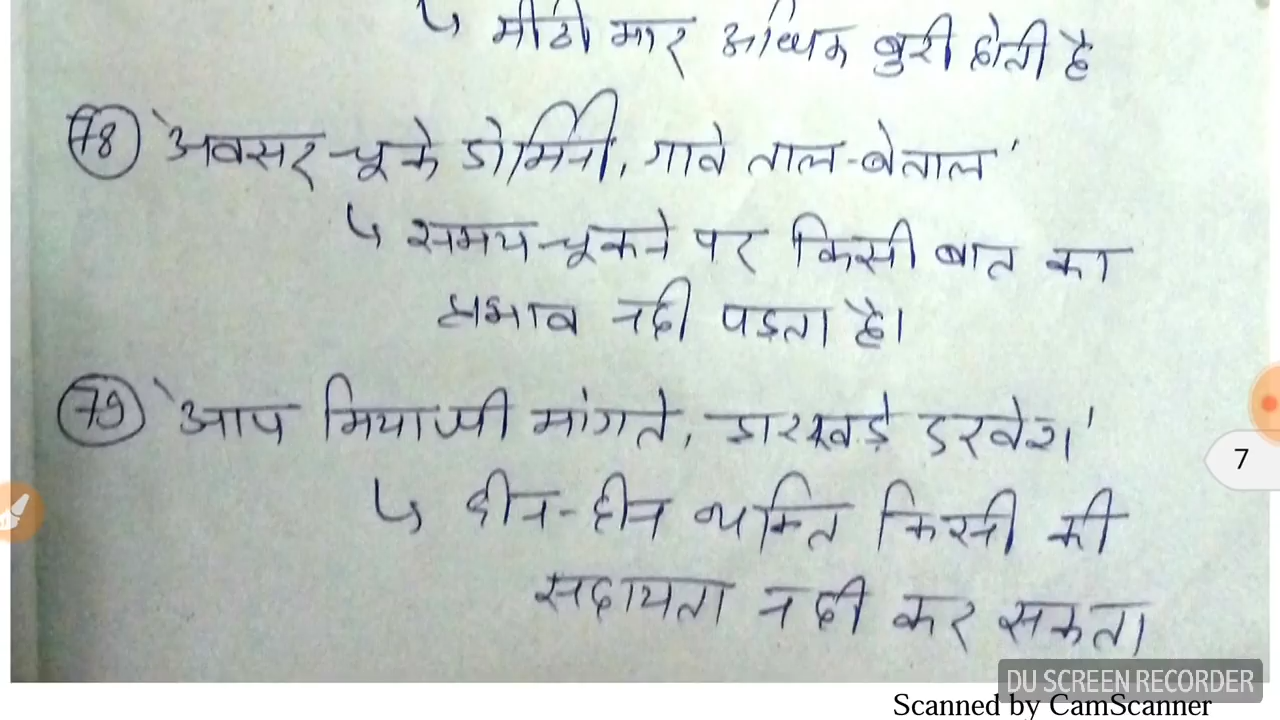 ↳ मीठी मार अधिक बुरी होती है
78 'अवसर चूके डोमिनी, गावे ताल-बेताल'
↳ समय चूकने पर किसी बात का
प्रभाव नही पड़ता है।
79 'आप मियाजी मांगते, द्वार खड़े दरवेश'
7
↳ दीन-हीन व्यक्ति किसी की
सहायता नही कर सकता
DU SCREEN RECORDER
Scanned by CamScanner